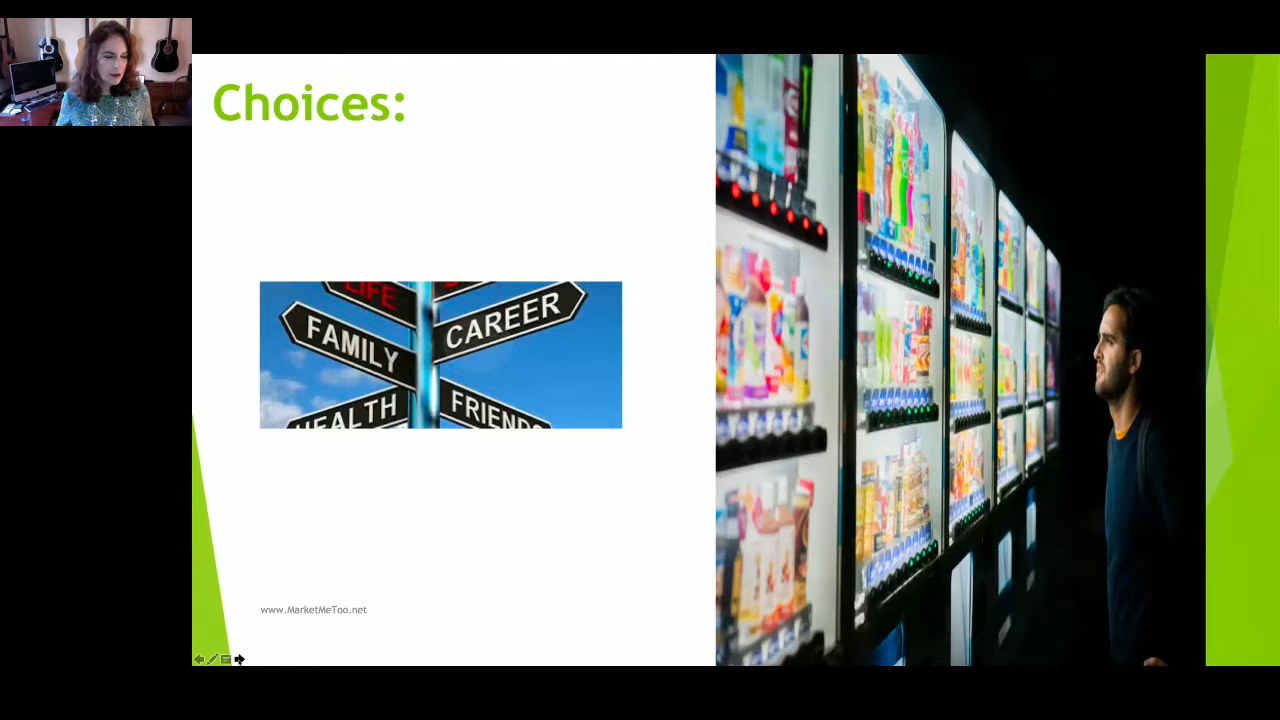 Choices:
LIFE
FAMILY
CAREER
HEALTH
FRIENDS
www.MarketMeToo.net